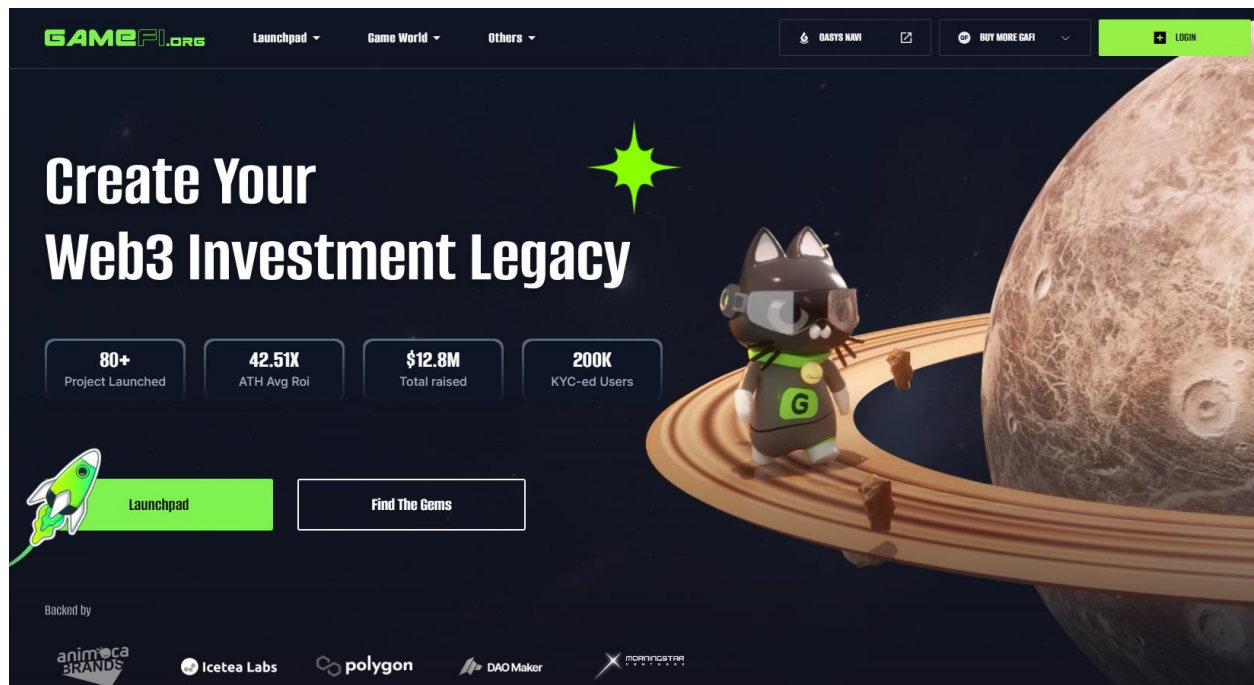 GAMEFI.ORG
Launchpad
Game World
Others
OASYS NAVI
GF
BUY MORE GAFI
LOGIN
Create Your
Web3 Investment Legacy
80+
Project Launched
42.51X
ATH Avg Roi
$12.8M
Total raised
200K
KYC-ed Users
G
Launchpad
Find The Gems
Backed by
animoca
BRANDS
Icetea Labs
polygon
DAO Maker
MORNINGSTAR
VENTURES